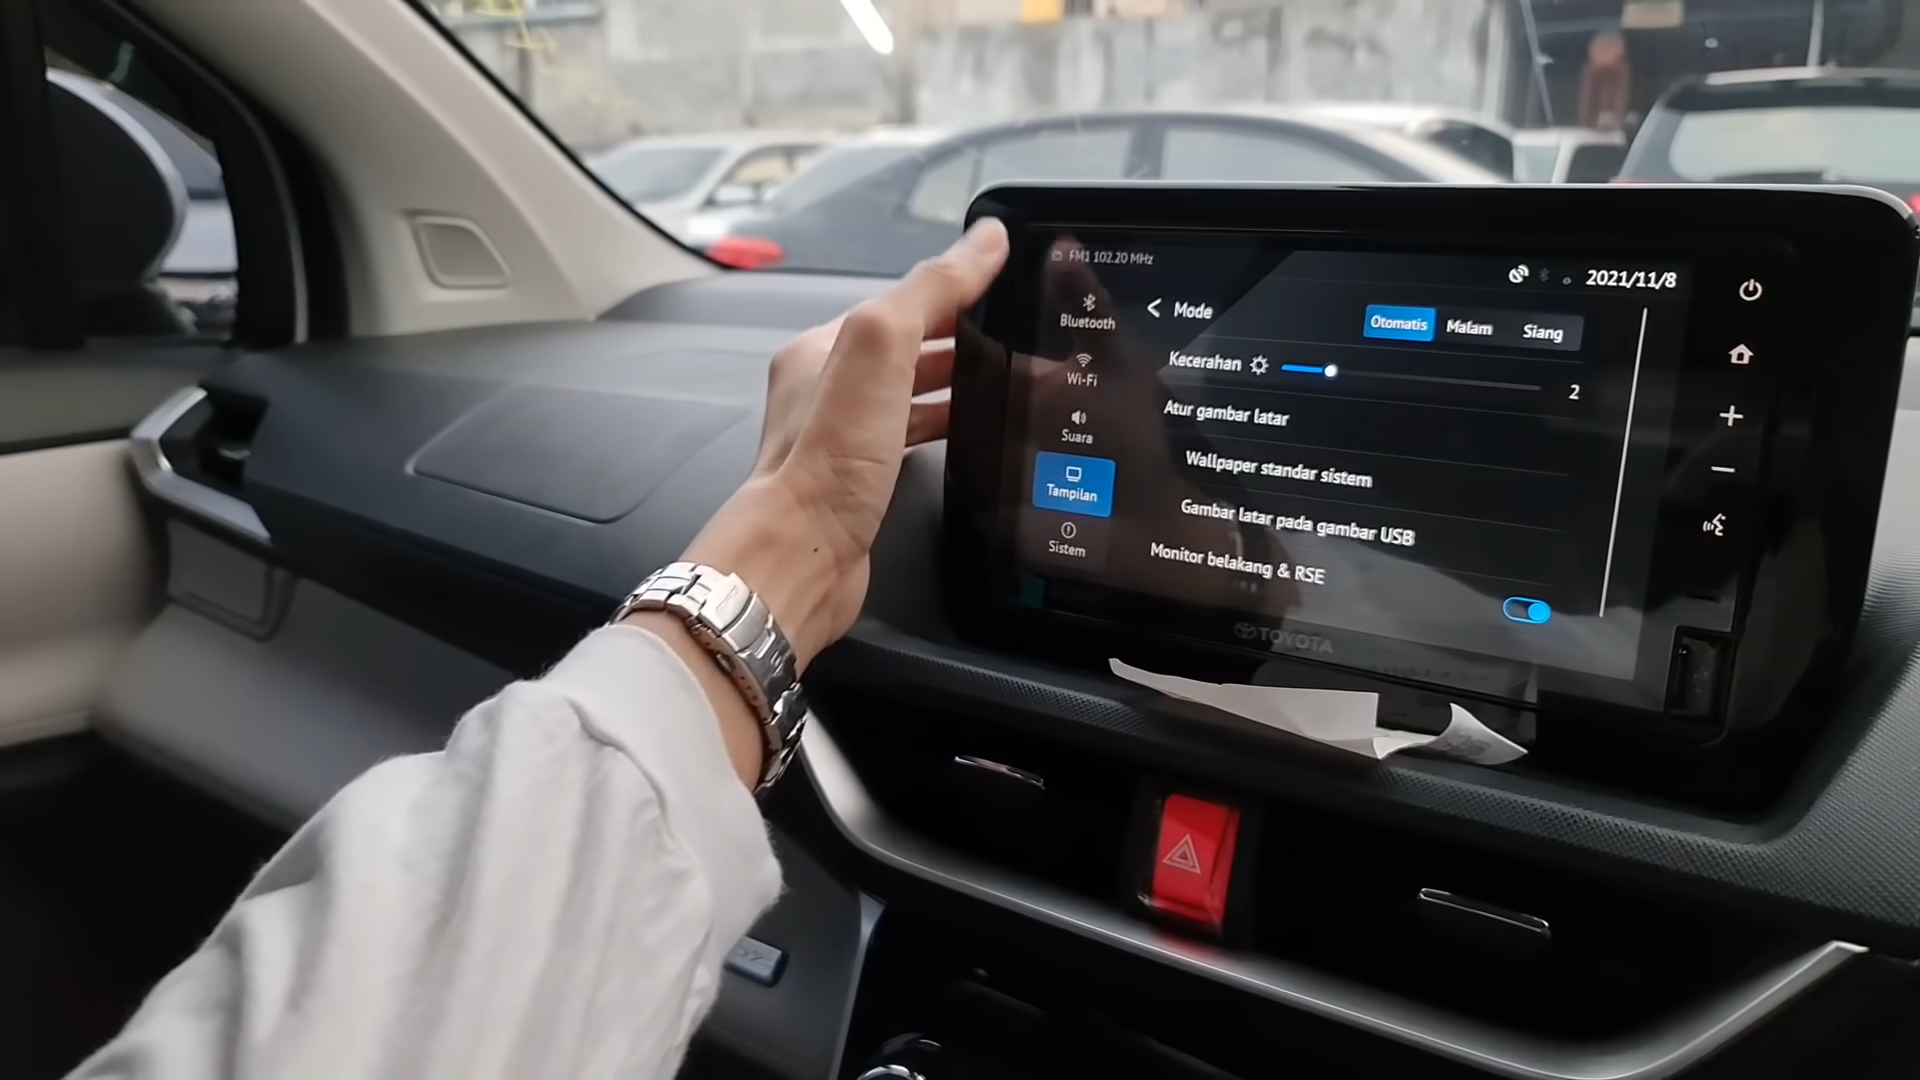 FM1 102.20 MHz
2021/11/8
Bluetooth
Wi-Fi
Suara
Tampilan
Sistem
Mode
Otomatis Malam Siang
Kecerahan 2
Atur gambar latar
Wallpaper standar sistem
Gambar latar pada gambar USB
Monitor belakang & RSE
TOYOTA